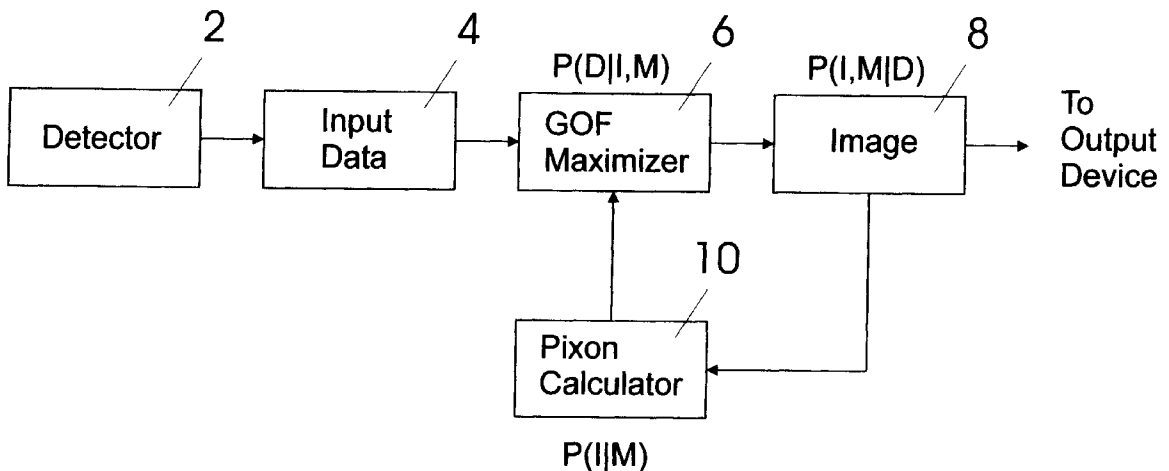 2
4
6
8
P(D|I,M)
P(I,M|D)
Detector
Input
Data
GOF
Maximizer
Image
To
Output
Device
10
Pixon
Calculator
P(I|M)